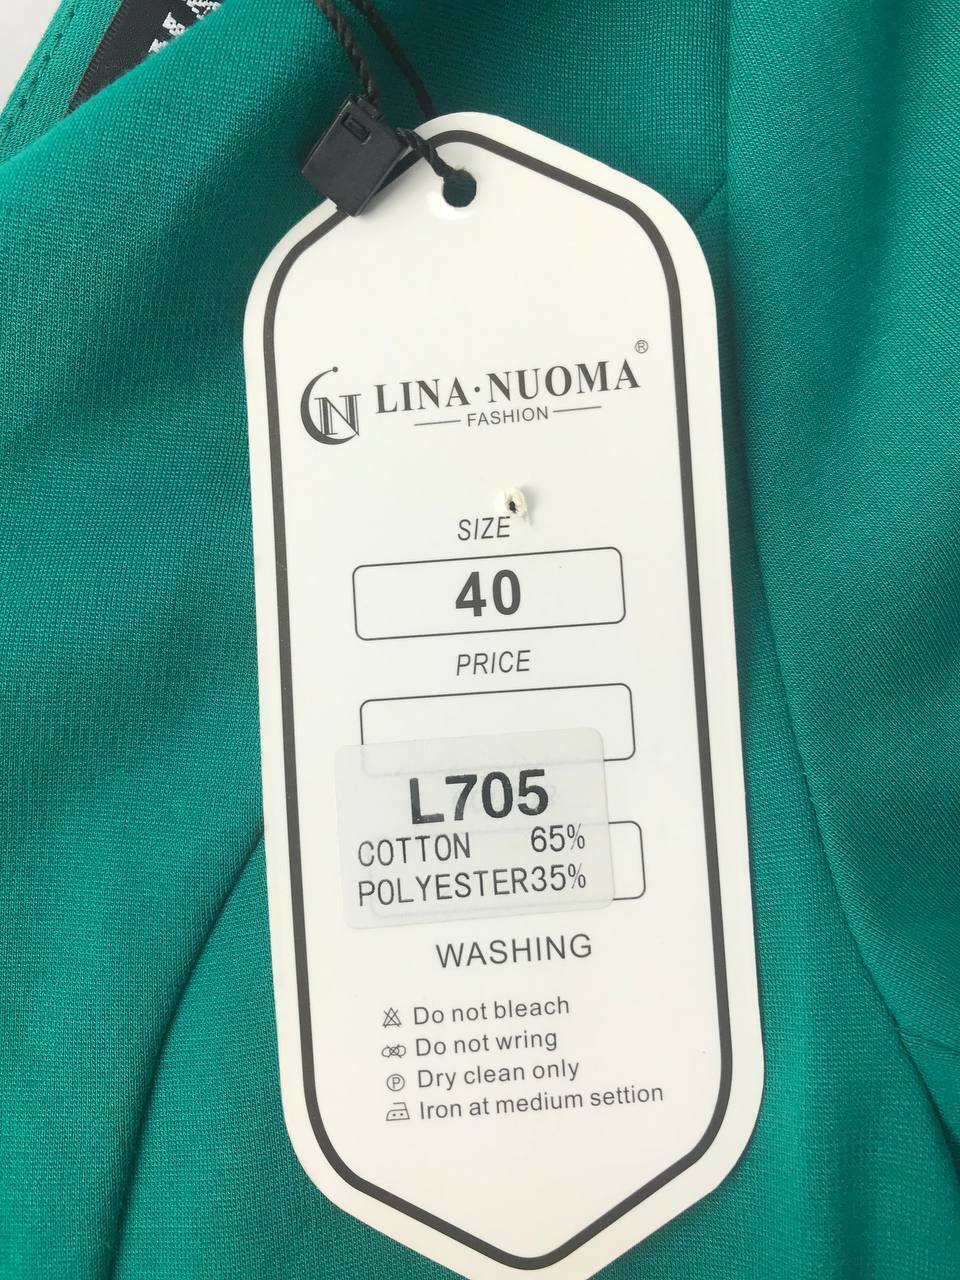 LINA·NUOMA®
FASHION
SIZE
40
PRICE
L705
COTTON 65%
POLYESTER35%
WASHING
Do not bleach
Do not wring
P Dry clean only
Iron at medium settion